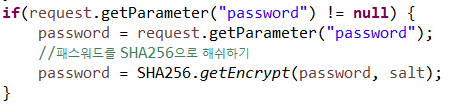 if(request.getParameter("password") != null) {
password = request.getParameter("password");
//패스워드를 SHA256으로 해쉬하기
password = SHA256.getEncrypt(password, salt);
}